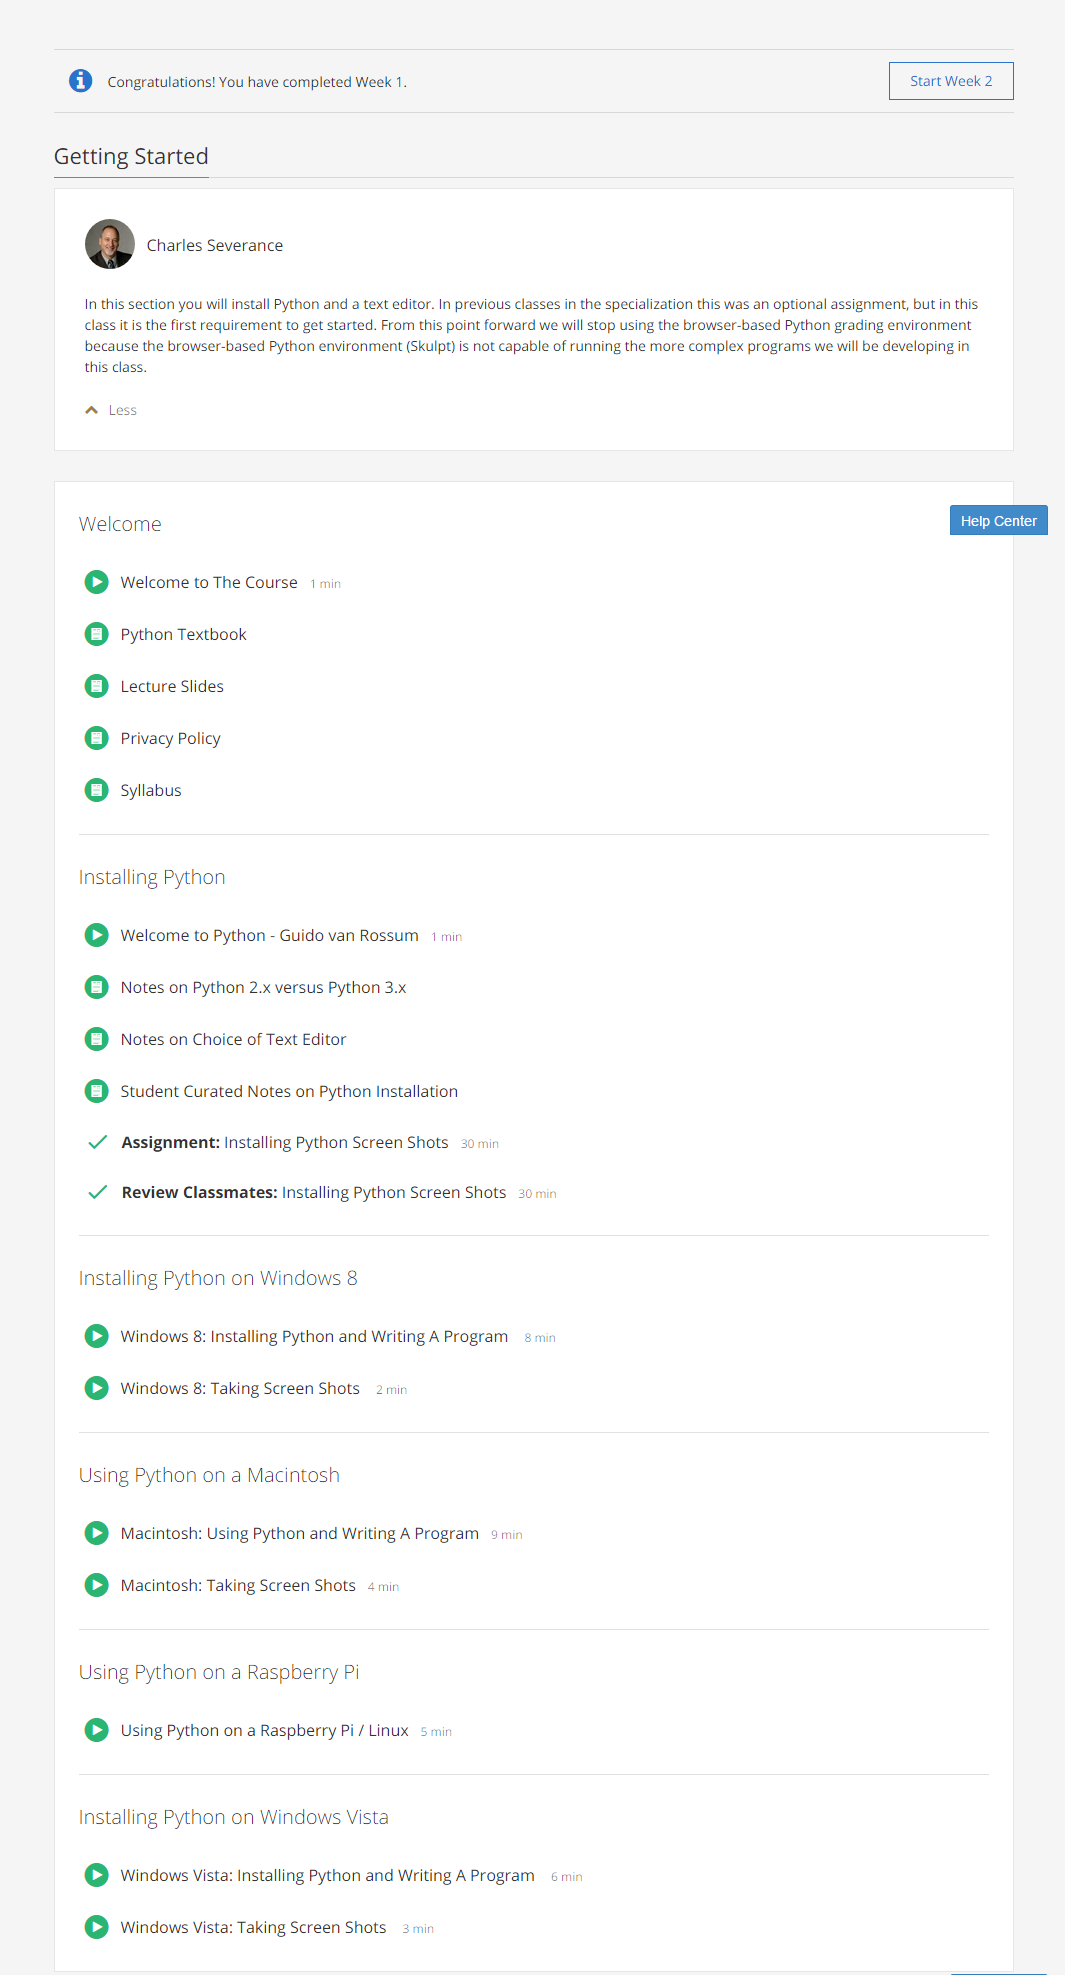 Congratulations! You have completed Week 1.
Start Week 2
Getting Started
Charles Severance
In this section you will install Python and a text editor. In previous classes in the specialization this was an optional assignment, but in this
class it is the first requirement to get started. From this point forward we will stop using the browser-based Python grading environment
because the browser-based Python environment (Skulpt) is not capable of running the more complex programs we will be developing in
this class.
Less
Welcome
Help Center
Welcome to The Course 1 min
Python Textbook
Lecture Slides
Privacy Policy
Syllabus
Installing Python
Welcome to Python - Guido van Rossum 1 min
Notes on Python 2.x versus Python 3.x
Notes on Choice of Text Editor
Student Curated Notes on Python Installation
Assignment: Installing Python Screen Shots 30 min
Review Classmates: Installing Python Screen Shots 30 min
Installing Python on Windows 8
Windows 8: Installing Python and Writing A Program 8 min
Windows 8: Taking Screen Shots 2 min
Using Python on a Macintosh
Macintosh: Using Python and Writing A Program 9 min
Macintosh: Taking Screen Shots 4 min
Using Python on a Raspberry Pi
Using Python on a Raspberry Pi / Linux 5 min
Installing Python on Windows Vista
Windows Vista: Installing Python and Writing A Program 6 min
Windows Vista: Taking Screen Shots 3 min